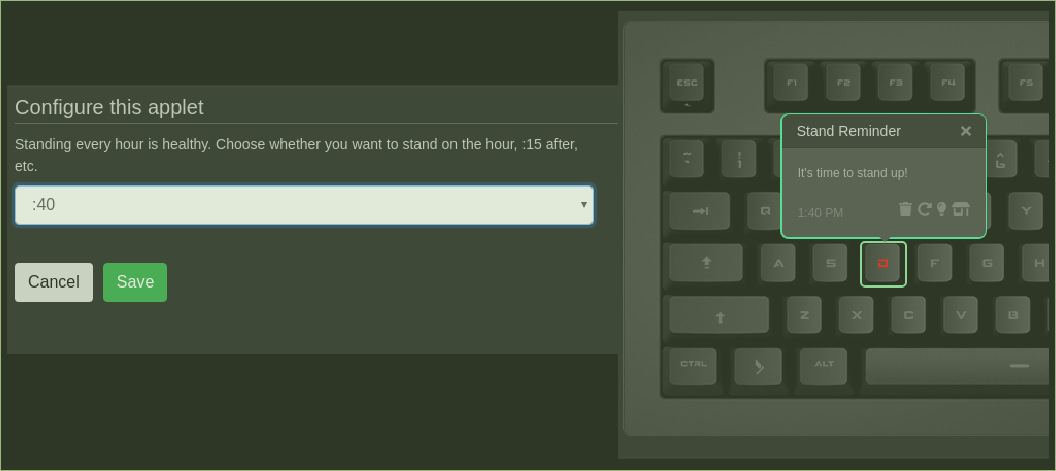 Configure this applet
Standing every hour is healthy. Choose whether you want to stand on the hour, :15 after,
etc.
:40
Cancel
Save
ESC
F1 F2 F3 F4 F5
Stand Reminder
It's time to stand up!
1:40 PM
~
!
1
^
6
Q
Y
A S D F G H
Z X C V B
CTRL
ALT